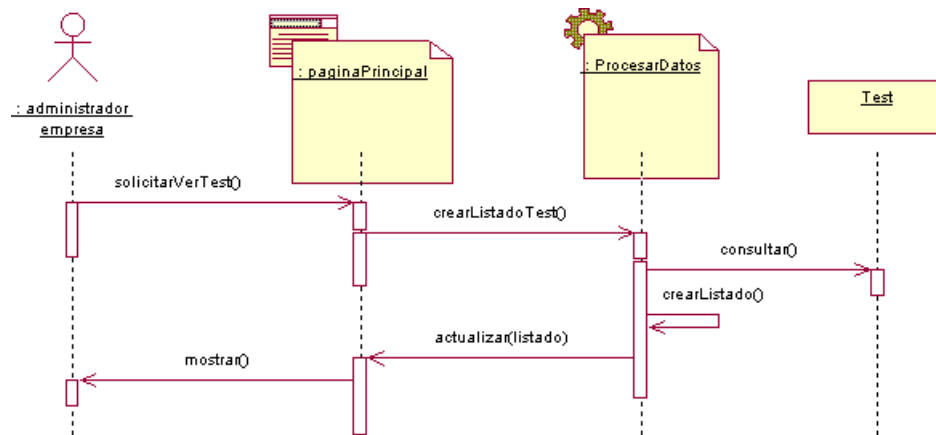 : administrador
empresa
: paginaPrincipal
: ProcesarDatos
Test
solicitarVerTest()
crearListadoTest()
consultar()
crearListado()
actualizar(listado)
mostrar()